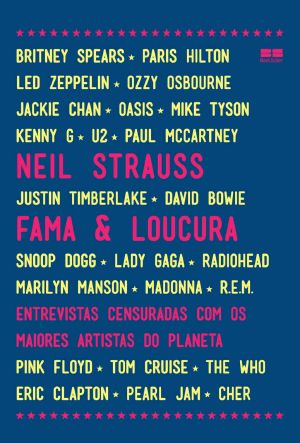 BRITNEY SPEARS ★ PARIS HILTON
LED ZEPPELIN ★ OZZY OSBOURNE
JACKIE CHAN ★ OASIS ★ MIKE TYSON
KENNY G ★ U2 ★ PAUL MCCARTNEY
NEIL STRAUSS
JUSTIN TIMBERLAKE ★ DAVID BOWIE
FAMA & LOUCURA
SNOOP DOGG ★ LADY GAGA ★ RADIOHEAD
MARILYN MANSON ★ MADONNA ★ R.E.M.
ENTREVISTAS CENSURADAS COM OS
MAIORES ARTISTAS DO PLANETA
PINK FLOYD ★ TOM CRUISE ★ THE WHO
ERIC CLAPTON ★ PEARL JAM ★ CHER